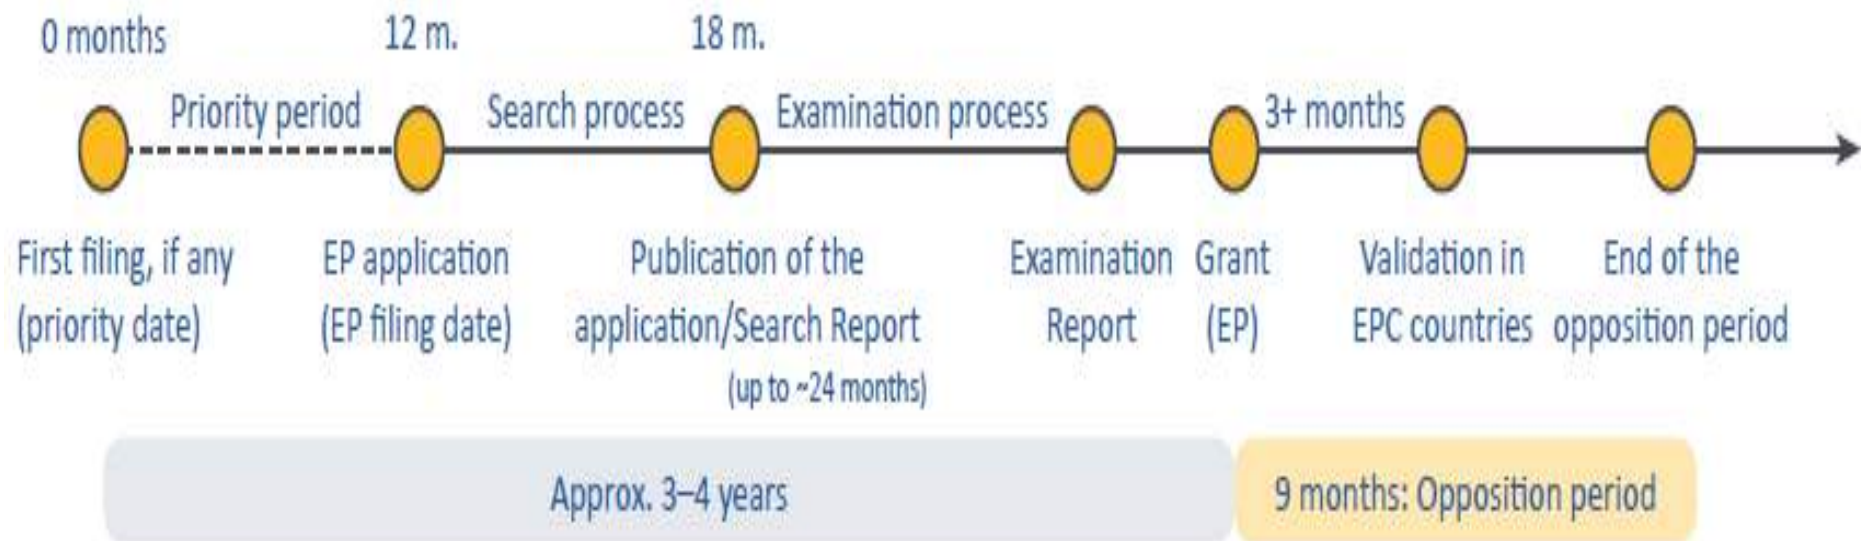 0 months
12 m.
18 m.
Priority period
Search process
Examination process
3+ months
First filing, if any
(priority date)
EP application
(EP filing date)
Publication of the
application/Search Report
(up to ~24 months)
Examination
Report
Grant
(EP)
Validation in
EPC countries
End of the
opposition period
Approx. 3–4 years
9 months: Opposition period